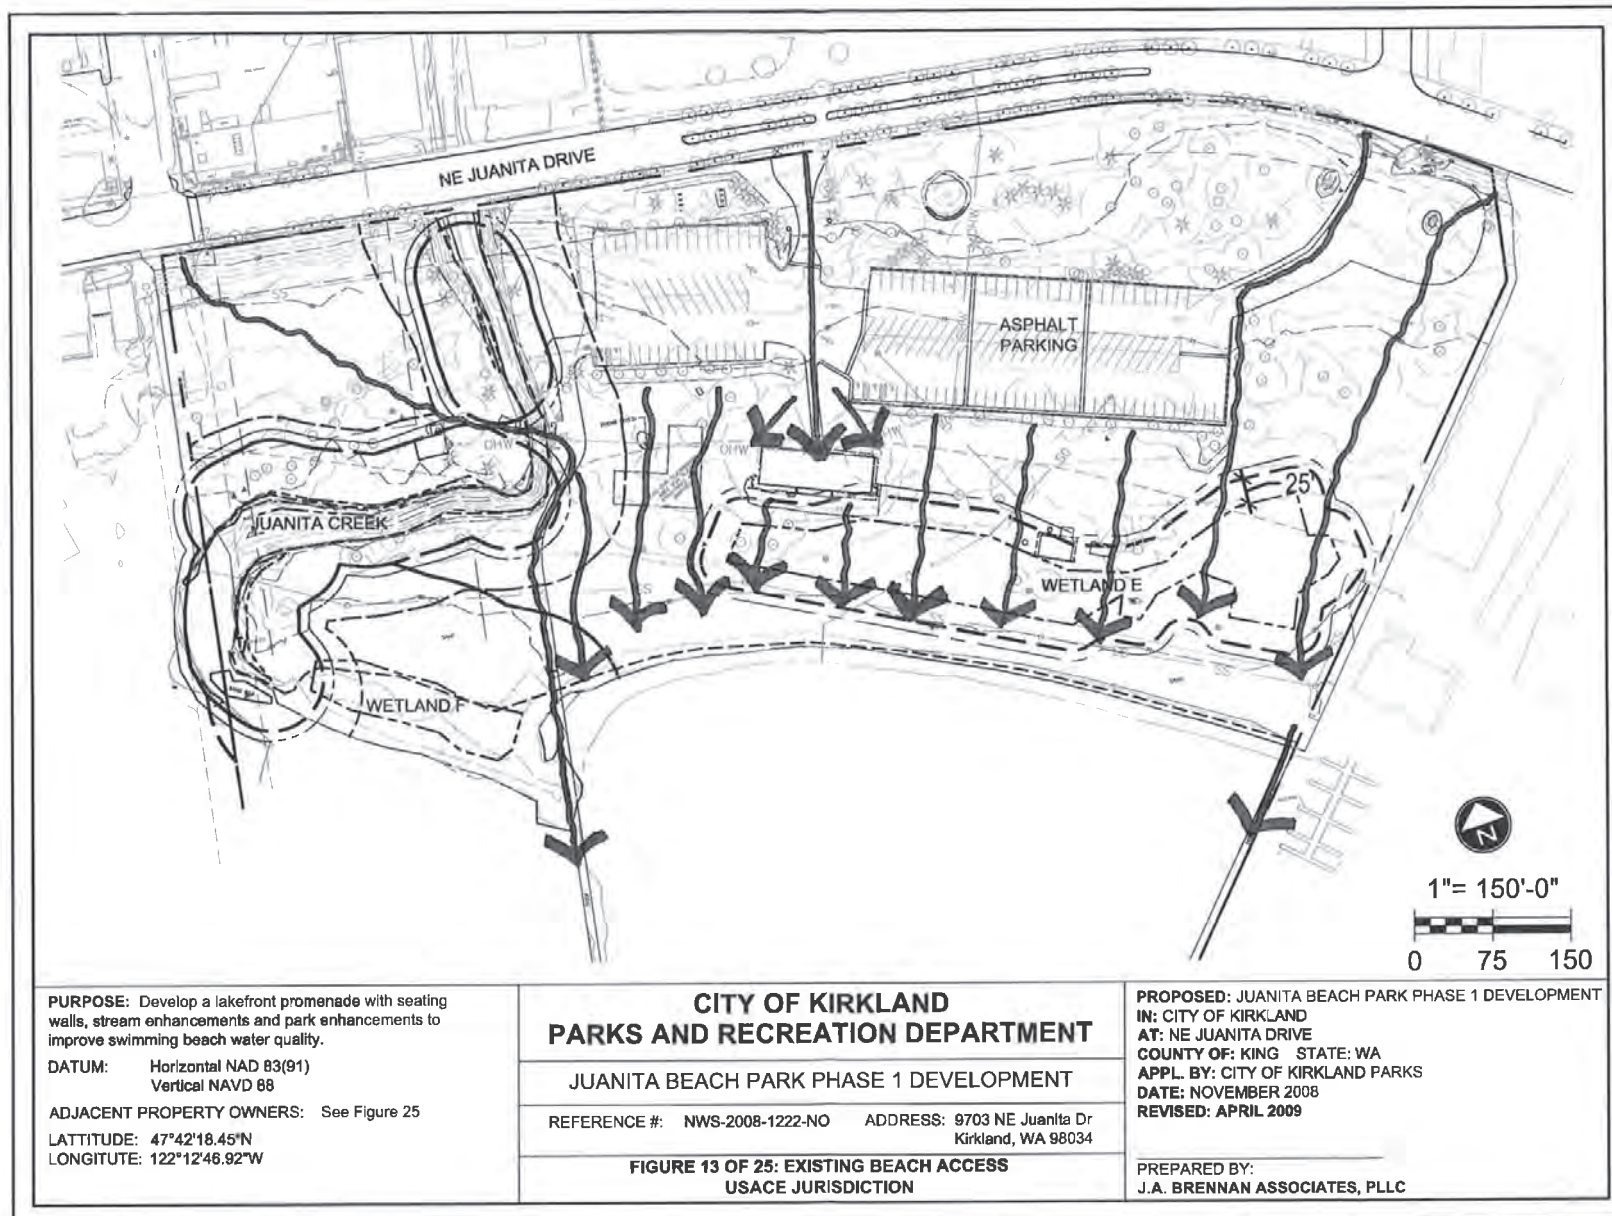 NE JUANITA DRIVE
ASPHALT
PARKING
OHW
OHW
SS
SS
25'
JUANITA CREEK
WETLAND E
SS
SS
WETLAND F
N
1"= 150'-0"
0 75 150
PURPOSE: Develop a lakefront promenade with seating
walls, stream enhancements and park enhancements to
improve swimming beach water quality.
DATUM: Horizontal NAD 83(91)
Vertical NAVD 88
ADJACENT PROPERTY OWNERS: See Figure 25
LATTITUDE: 47°42'18.45"N
LONGITUTE: 122°12'46.92"W
CITY OF KIRKLAND
PARKS AND RECREATION DEPARTMENT
JUANITA BEACH PARK PHASE 1 DEVELOPMENT
REFERENCE #: NWS-2008-1222-NO ADDRESS: 9703 NE Juanita Dr
Kirkland, WA 98034
FIGURE 13 OF 25: EXISTING BEACH ACCESS
USACE JURISDICTION
PROPOSED: JUANITA BEACH PARK PHASE 1 DEVELOPMENT
IN: CITY OF KIRKLAND
AT: NE JUANITA DRIVE
COUNTY OF: KING STATE: WA
APPL. BY: CITY OF KIRKLAND PARKS
DATE: NOVEMBER 2008
REVISED: APRIL 2009
PREPARED BY:
J.A. BRENNAN ASSOCIATES, PLLC